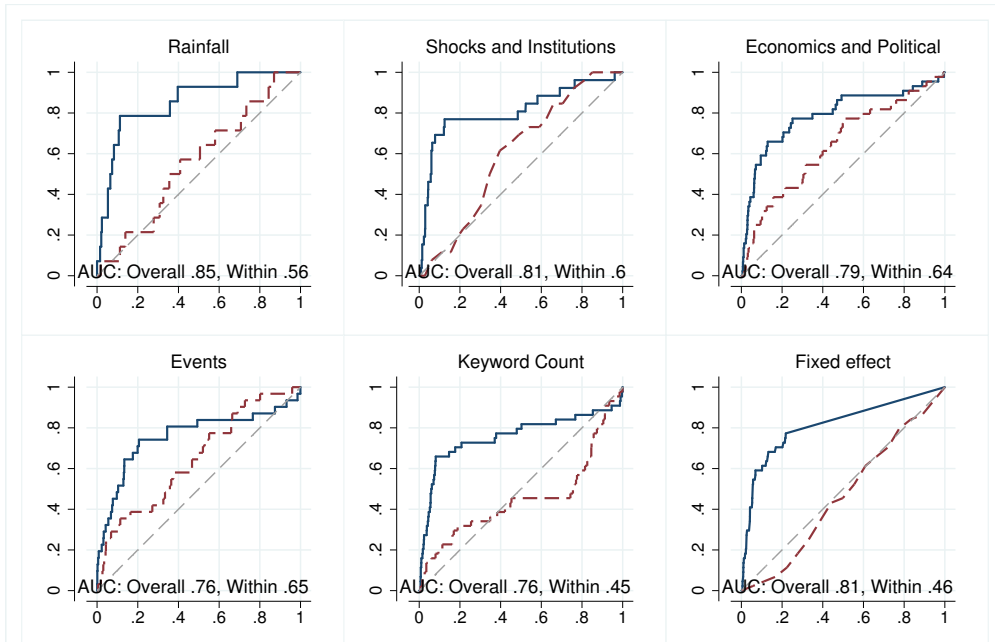 Rainfall
0 .2 .4 .6 .8 1
AUC: Overall .85, Within .56
0 .2 .4 .6 .8 1
Shocks and Institutions
0 .2 .4 .6 .8 1
AUC: Overall .81, Within .6
0 .2 .4 .6 .8 1
Economics and Political
0 .2 .4 .6 .8 1
AUC: Overall .79, Within .64
0 .2 .4 .6 .8 1
Events
0 .2 .4 .6 .8 1
AUC: Overall .76, Within .65
0 .2 .4 .6 .8 1
Keyword Count
0 .2 .4 .6 .8 1
AUC: Overall .76, Within .45
0 .2 .4 .6 .8 1
Fixed effect
0 .2 .4 .6 .8 1
AUC: Overall .81, Within .46
0 .2 .4 .6 .8 1